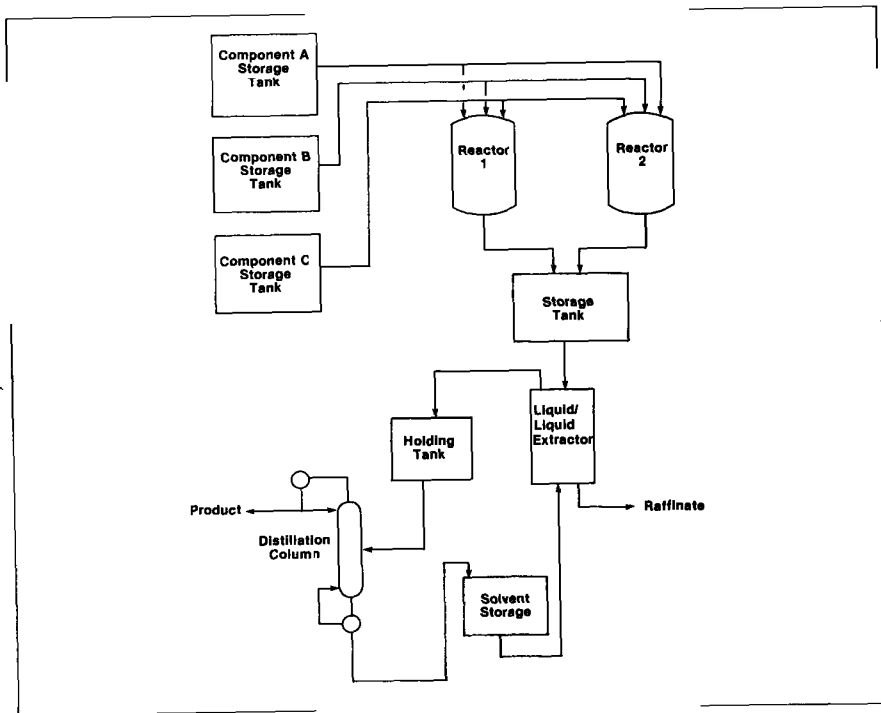 Component A
Storage
Tank
Component B
Storage
Tank
Component C
Storage
Tank
Reactor
1
Reactor
2
Storage
Tank
Liquid/
Liquid
Extractor
Holding
Tank
Product
Distillation
Column
Raffinate
Solvent
Storage